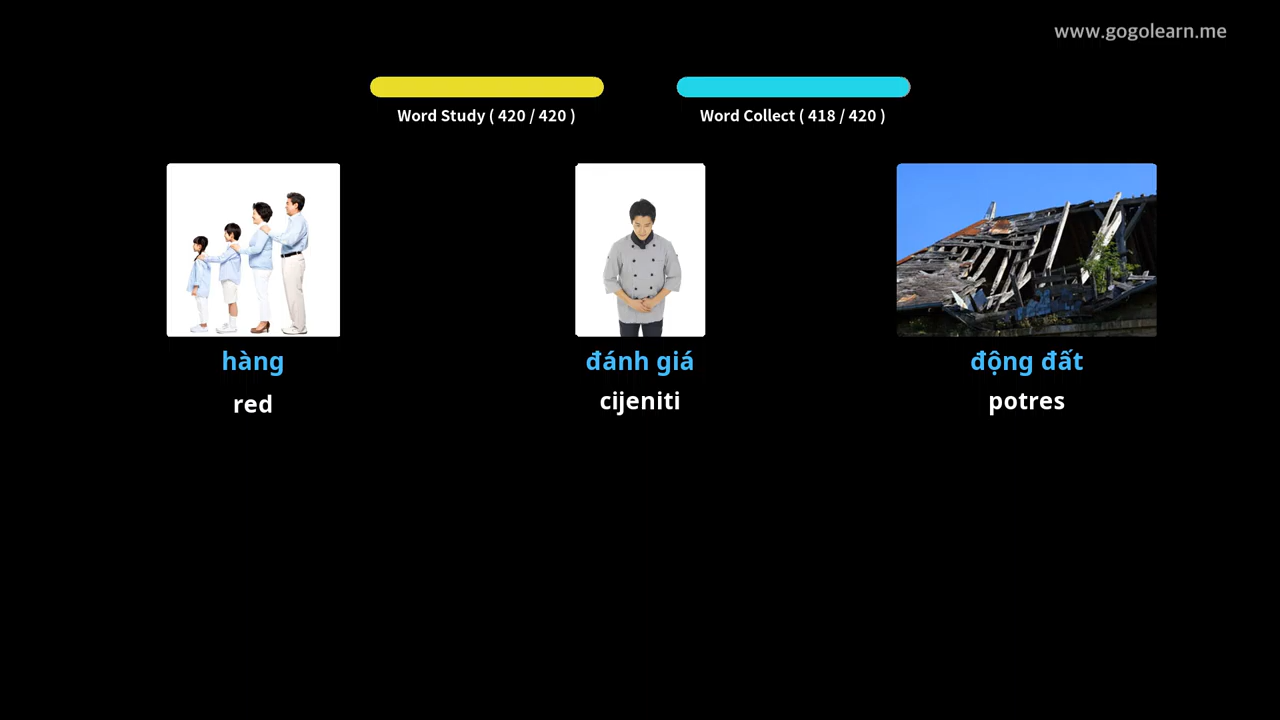 www.gogolearn.me
Word Study ( 420 / 420 )
Word Collect ( 418 / 420 )
hàng
red
đánh giá
cijeniti
động đất
potres